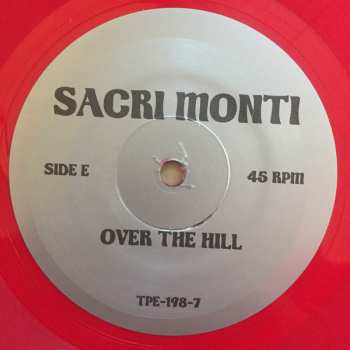 SACRI MONTI
SIDE E
45 RPM
OVER THE HILL
TPE-198-7